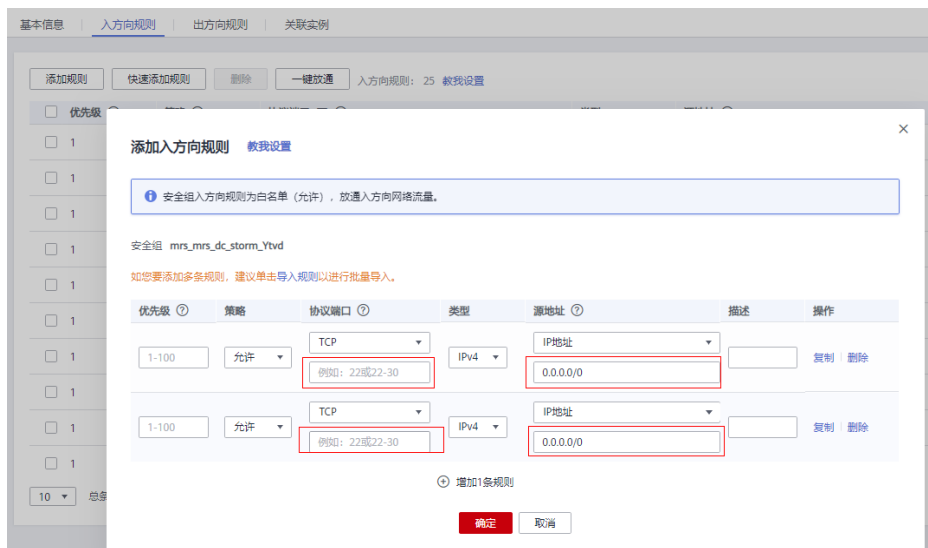 基本信息 入方向规则 出方向规则 关联实例
添加规则 快速添加规则 删除 一键放通 入方向规则： 25 教我设置
优先级
1
添加入方向规则 教我设置
1
安全组入方向规则为白名单（允许），放通入方向网络流量。
1
安全组 mrs_mrs_dc_storm_Ytvd
1
如您要添加多条规则，建议单击导入规则以进行批量导入。
1
优先级 策略 协议端口 类型 源地址 描述 操作
1
TCP IP地址
1
1-100 允许 IPv4 复制 删除
例如：22或22-30 0.0.0.0/0
1
TCP IP地址
1
1-100 允许 IPv4 复制 删除
例如：22或22-30 0.0.0.0/0
1
增加1条规则
10 总条
确定 取消